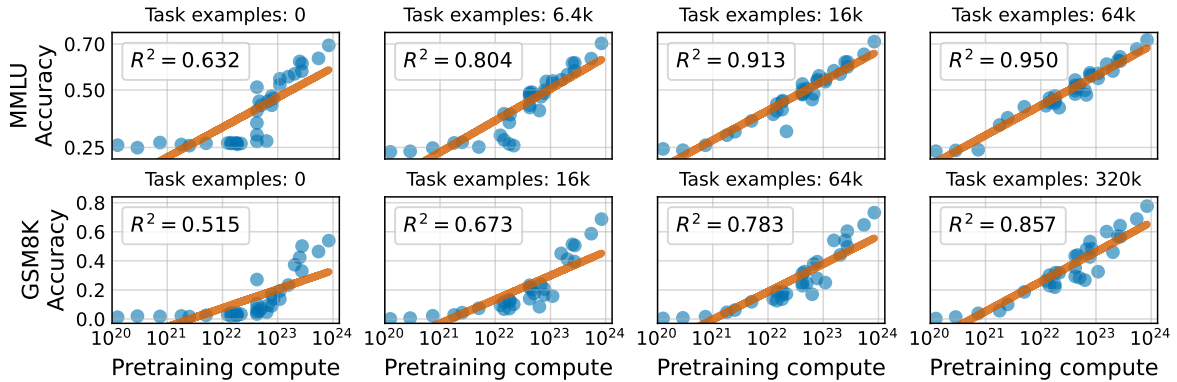 Task examples: 0 Task examples: 6.4k Task examples: 16k Task examples: 64k
MMLU
Accuracy
0.70
0.50
0.25
R² = 0.632 R² = 0.804 R² = 0.913 R² = 0.950
Task examples: 0 Task examples: 16k Task examples: 64k Task examples: 320k
GSM8K
Accuracy
0.8
0.6
0.4
0.2
0.0
R² = 0.515 R² = 0.673 R² = 0.783 R² = 0.857
10²⁰ 10²¹ 10²² 10²³ 10²⁴ 10²⁰ 10²¹ 10²² 10²³ 10²⁴ 10²⁰ 10²¹ 10²² 10²³ 10²⁴ 10²⁰ 10²¹ 10²² 10²³ 10²⁴
Pretraining compute Pretraining compute Pretraining compute Pretraining compute